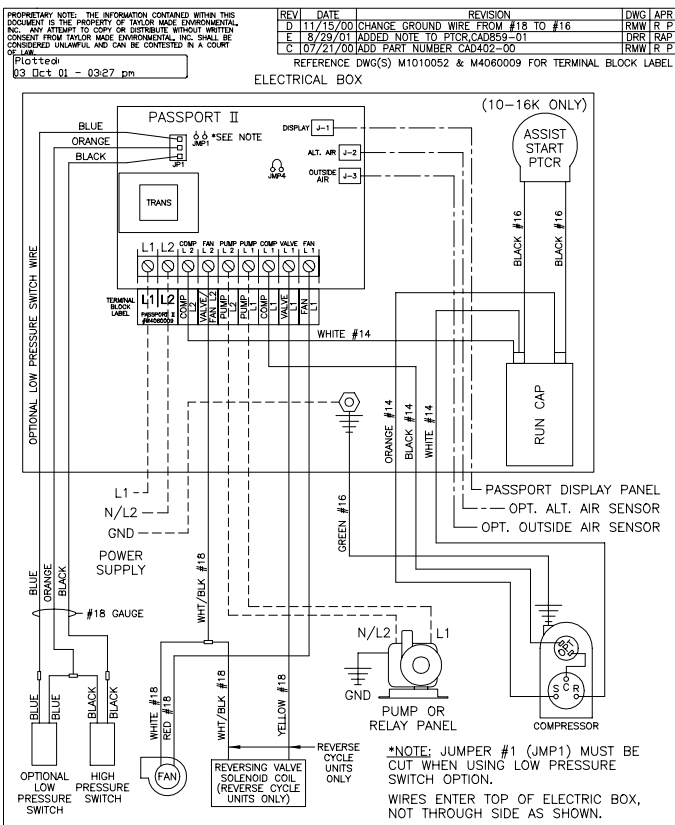 PROPRIETARY NOTE: THE INFORMATION CONTAINED WITHIN THIS
DOCUMENT IS THE PROPERTY OF TAYLOR MADE ENVIRONMENTAL,
INC. ANY ATTEMPT TO COPY OR DISTRIBUTE WITHOUT WRITTEN
CONSENT FROM TAYLOR MADE ENVIRONMENTAL, INC. SHALL BE
CONSIDERED UNLAWFUL AND CAN BE CONTESTED IN A COURT
OF LAW.
Plotted:
03 Oct 01 - 03:27 pm
REV DATE REVISION DWG APR
D 11/15/00 CHANGE GROUND WIRE FROM #18 TO #16 RMW R P
E 8/29/01 ADDED NOTE TO PTCR,CAD859-01 DRR RAP
C 07/21/00 ADD PART NUMBER CAD402-00 RMW R P
REFERENCE DWG(S) M1010052 & M4060009 FOR TERMINAL BLOCK LABEL
ELECTRICAL BOX
PASSPORT II
BLUE
ORANGE
BLACK
JP1
JMP1
*SEE NOTE
JMP4
DISPLAY J-1
ALT. AIR J-2
OUTSIDE
AIR J-3
TRANS
(10-16K ONLY)
ASSIST
START
PTCR
BLACK #16
BLACK #16
L1 L2 COMP L 2 FAN L 2 PUMP L 2 PUMP L 1 COMP L 1 VALVE L 1 FAN L 1
TERMINAL
BLOCK
LABEL
L1 L2
PASSPORT II
#M4060009
COMP L2
VALVE/ FAN L2
PUMP L2
PUMP L1
COMP L1
VALVE L1
FAN L1
OPTIONAL LOW PRESSURE SWITCH WIRE
WHITE #14
RUN CAP
ORANGE #14
BLACK #14
WHITE #14
L1
N/L2
GND
POWER
SUPPLY
GREEN #16
PASSPORT DISPLAY PANEL
OPT. ALT. AIR SENSOR
OPT. OUTSIDE AIR SENSOR
BLUE
ORANGE
BLACK
#18 GAUGE
WHT/BLK #18
BLUE
BLUE
BLACK
BLACK
WHITE #18
RED #18
WHT/BLK #18
YELLOW #18
N/L2
L1
GND
PUMP OR
RELAY PANEL
S C R
COMPRESSOR
OPTIONAL
LOW
PRESSURE
SWITCH
HIGH
PRESSURE
SWITCH
FAN
REVERSING VALVE
SOLENOID COIL
(REVERSE CYCLE
UNITS ONLY)
REVERSE
CYCLE
UNITS
ONLY
*NOTE: JUMPER #1 (JMP1) MUST BE
CUT WHEN USING LOW PRESSURE
SWITCH OPTION.
WIRES ENTER TOP OF ELECTRIC BOX,
NOT THROUGH SIDE AS SHOWN.